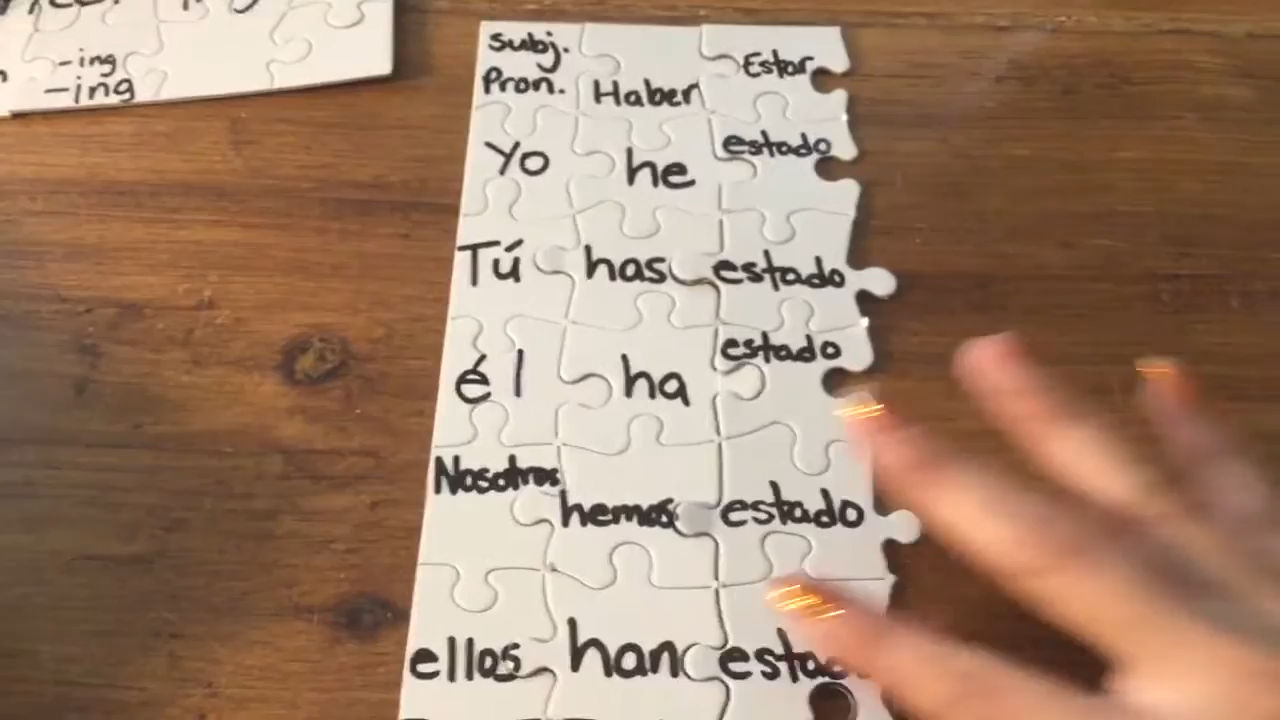 -ing
-ing
Subj. Pron. Haber Estar
Yo he estado
Tú has estado
él ha estado
Nosotros hemos estado
ellos han